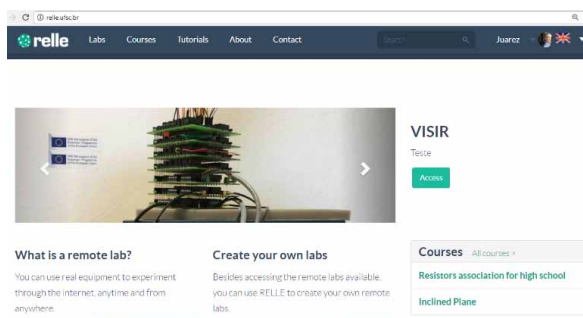 relle.ufsc.br
relle Labs Courses Tutorials About Contact Search Juarez
VISIR
Teste
Access
What is a remote lab?
You can use real equipment to experiment
through the internet, anytime and from
anywhere
Create your own labs
Besides accessing the remote labs available,
you can use RELLE to create your own remote
labs.
Courses All courses »
Resistors association for high school
Inclined Plane